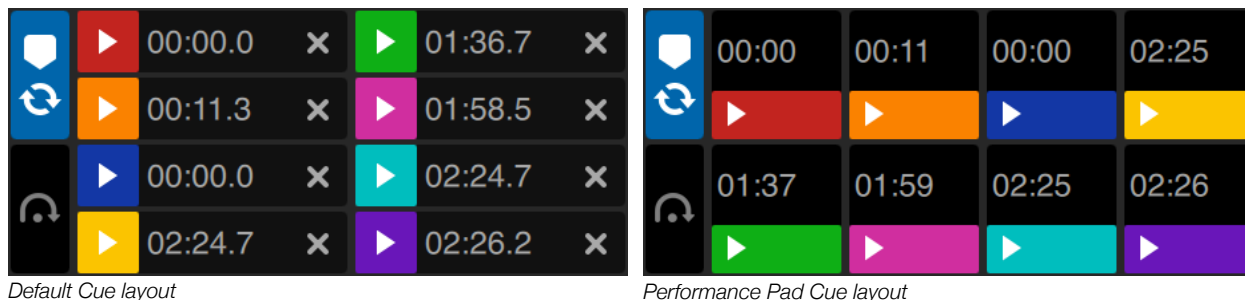 00:00.0 01:36.7
00:11.3 01:58.5
00:00.0 02:24.7
02:24.7 02:26.2
Default Cue layout
00:00 00:11 00:00 02:25
01:37 01:59 02:25 02:26
Performance Pad Cue layout